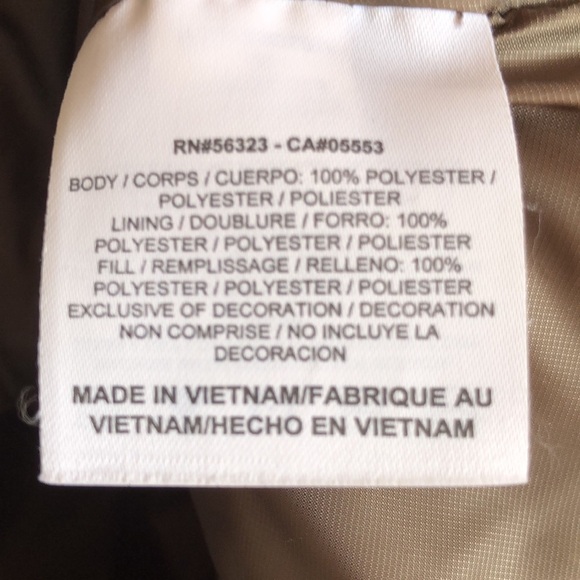 RN#56323 - CA#05553
BODY / CORPS / CUERPO: 100% POLYESTER /
POLYESTER / POLIESTER
LINING / DOUBLURE / FORRO: 100%
POLYESTER / POLYESTER / POLIESTER
FILL / REMPLISSAGE / RELLENO: 100%
POLYESTER / POLYESTER / POLIESTER
EXCLUSIVE OF DECORATION / DECORATION
NON COMPRISE / NO INCLUYE LA
DECORACION
MADE IN VIETNAM/FABRIQUE AU
VIETNAM/HECHO EN VIETNAM